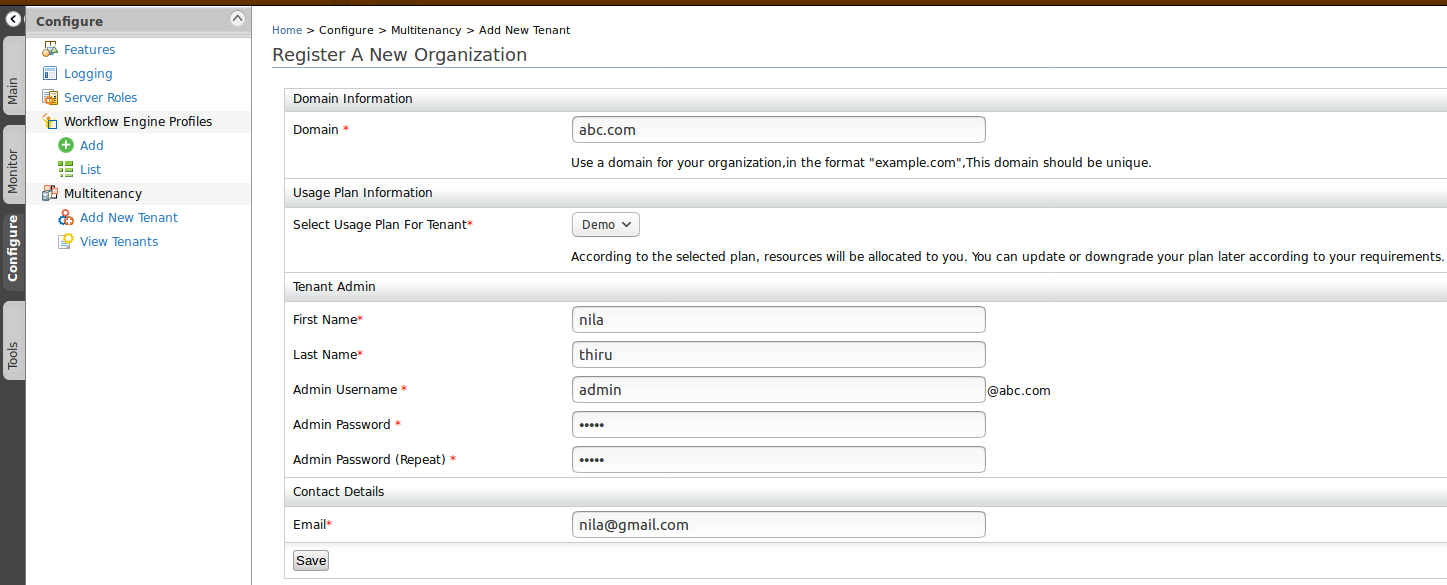 Configure
Features
Logging
Server Roles
Workflow Engine Profiles
Add
List
Multitenancy
Add New Tenant
View Tenants
Main
Monitor
Configure
Tools
Home > Configure > Multitenancy > Add New Tenant
Register A New Organization
Domain Information
Domain * abc.com
Use a domain for your organization,in the format "example.com",This domain should be unique.
Usage Plan Information
Select Usage Plan For Tenant* Demo
According to the selected plan, resources will be allocated to you. You can update or downgrade your plan later according to your requirements.
Tenant Admin
First Name* nila
Last Name* thiru
Admin Username * admin @abc.com
Admin Password * •••••
Admin Password (Repeat) * •••••
Contact Details
Email* nila@gmail.com
Save